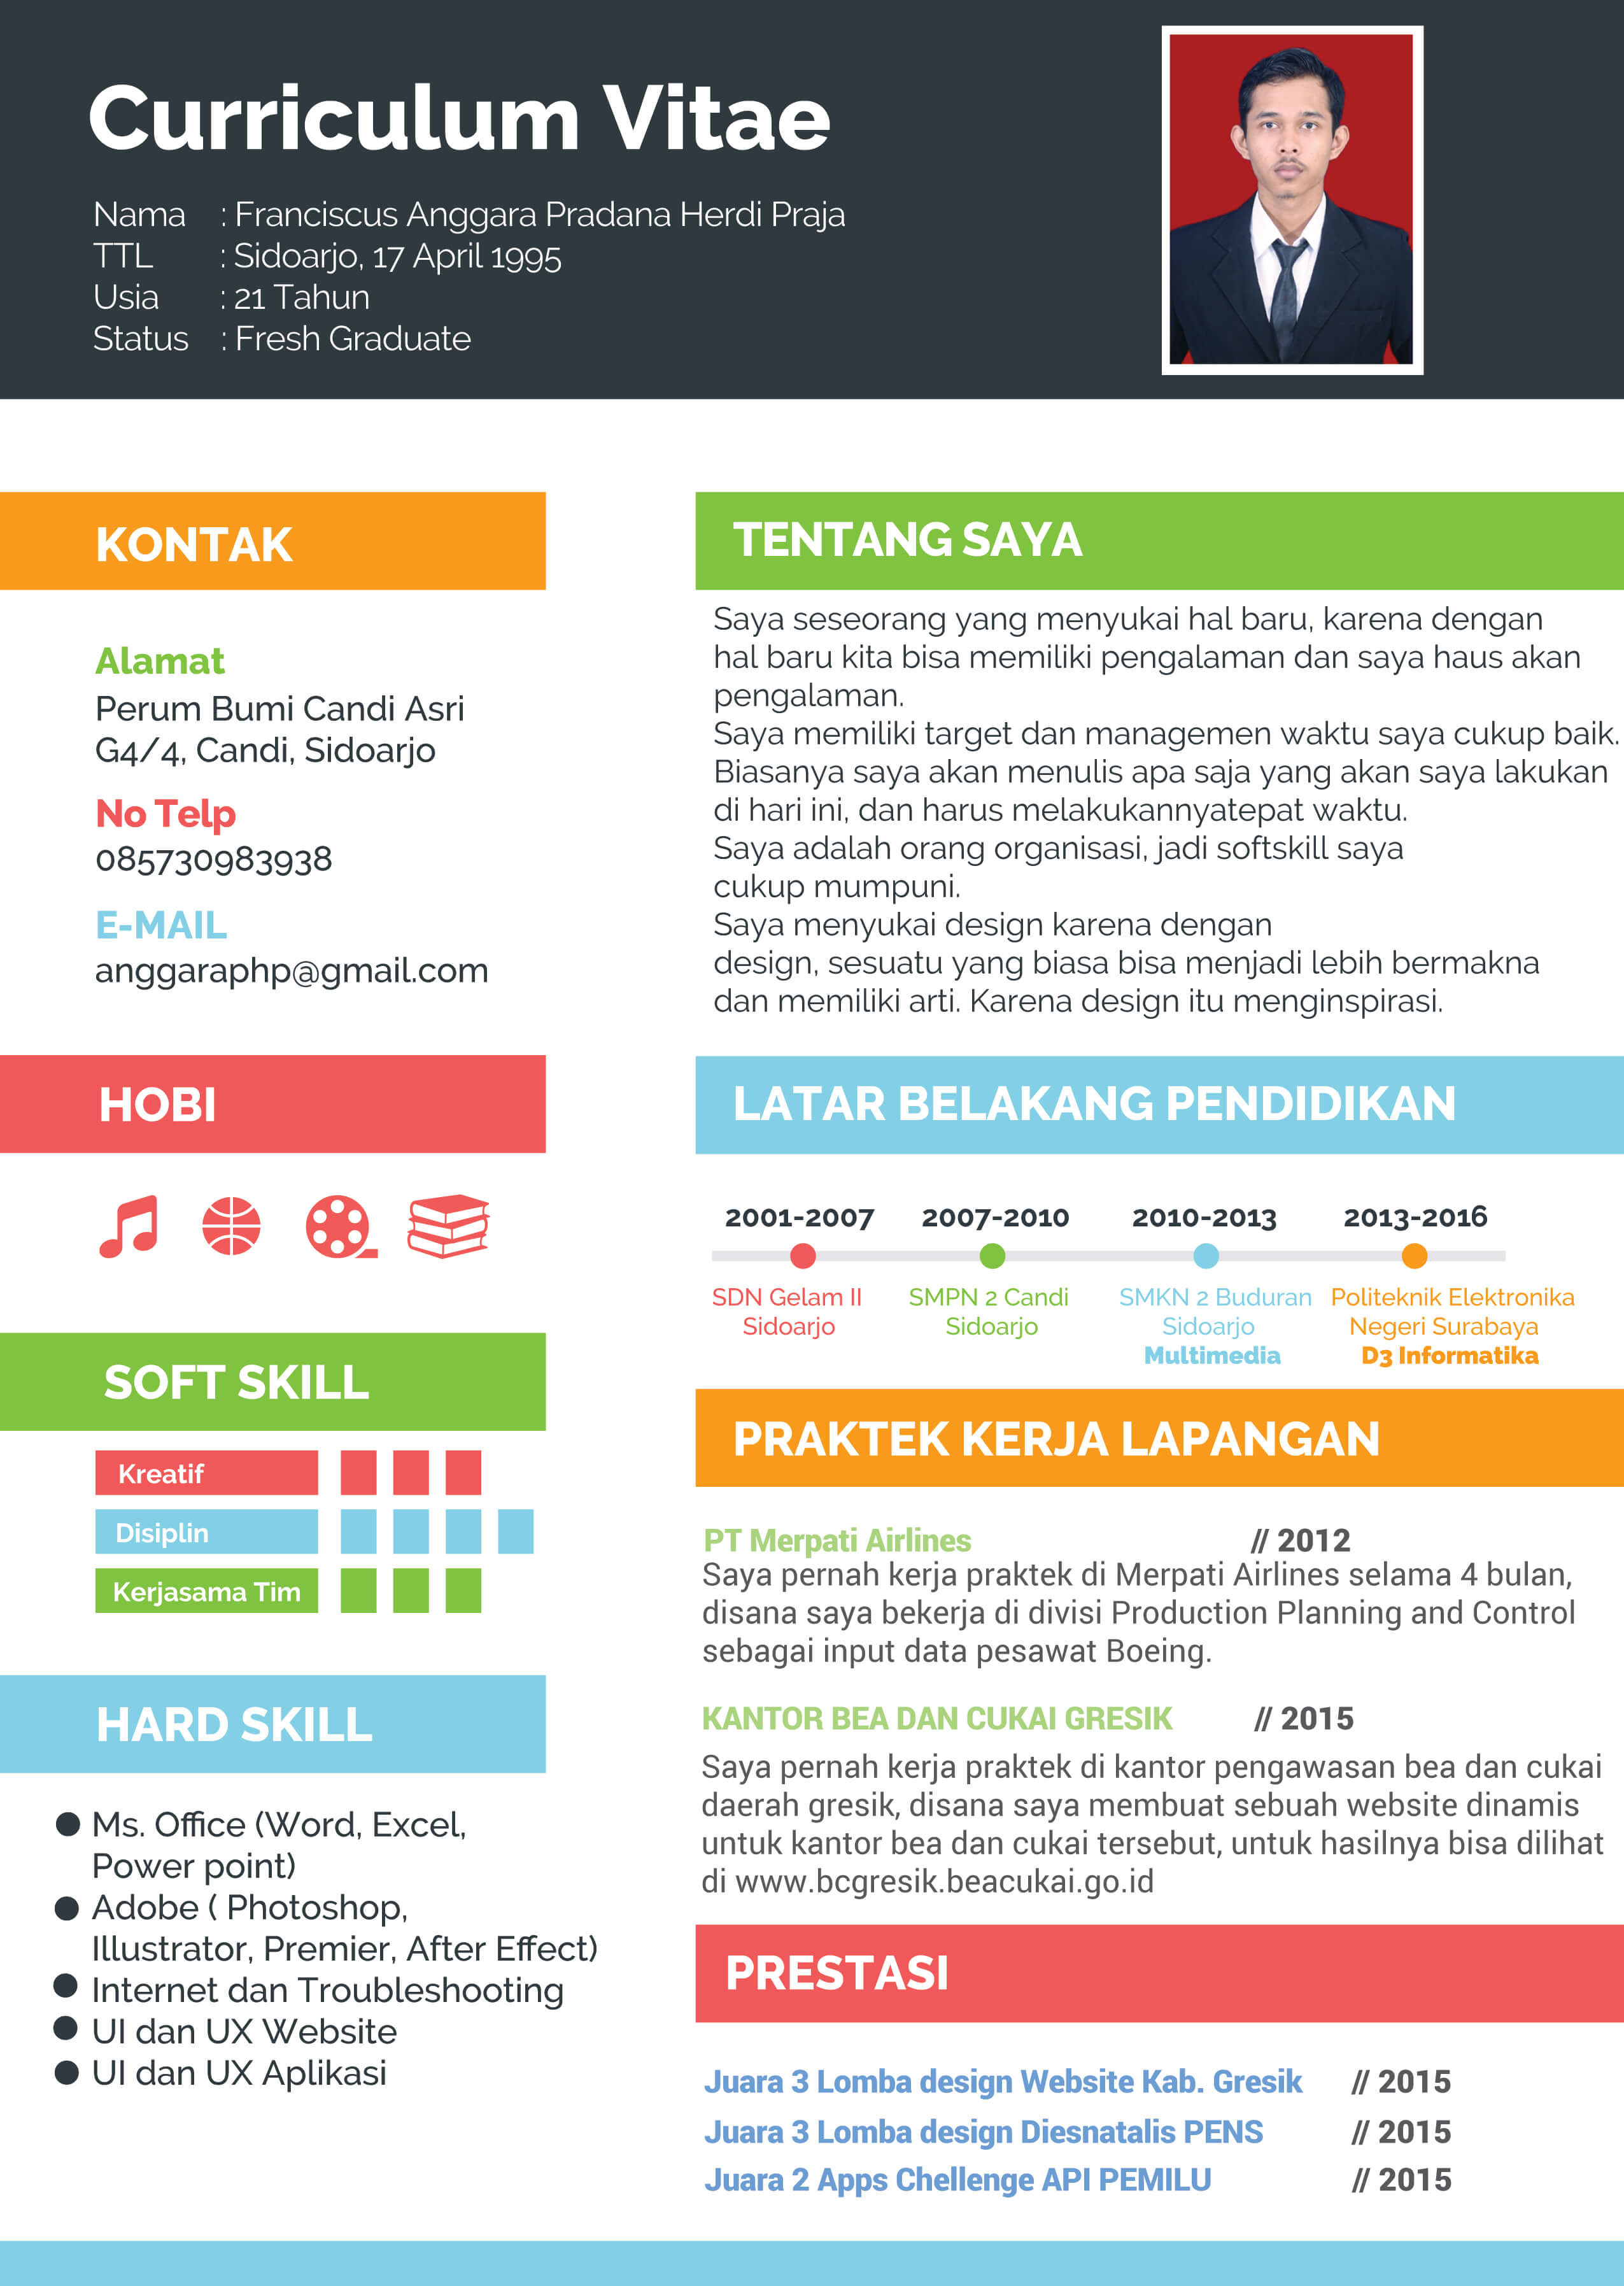 Curriculum Vitae
Nama : Franciscus Anggara Pradana Herdi Praja
TTL : Sidoarjo, 17 April 1995
Usia : 21 Tahun
Status : Fresh Graduate
KONTAK
Alamat
Perum Bumi Candi Asri
G4/4, Candi, Sidoarjo
No Telp
085730983938
E-MAIL
anggaraphp@gmail.com
HOBI
SOFT SKILL
Kreatif
Disiplin
Kerjasama Tim
HARD SKILL
Ms. Office (Word, Excel,
Power point)
Adobe ( Photoshop,
Illustrator, Premier, After Effect)
Internet dan Troubleshooting
UI dan UX Website
UI dan UX Aplikasi
TENTANG SAYA
Saya seseorang yang menyukai hal baru, karena dengan
hal baru kita bisa memiliki pengalaman dan saya haus akan
pengalaman.
Saya memiliki target dan managemen waktu saya cukup baik.
Biasanya saya akan menulis apa saja yang akan saya lakukan
di hari ini, dan harus melakukannyatepat waktu.
Saya adalah orang organisasi, jadi softskill saya
cukup mumpuni.
Saya menyukai design karena dengan
design, sesuatu yang biasa bisa menjadi lebih bermakna
dan memiliki arti. Karena design itu menginspirasi.
LATAR BELAKANG PENDIDIKAN
2001-2007 2007-2010 2010-2013 2013-2016
SDN Gelam II SMPN 2 Candi SMKN 2 Buduran Politeknik Elektronika
Sidoarjo Sidoarjo Sidoarjo Negeri Surabaya
Multimedia D3 Informatika
PRAKTEK KERJA LAPANGAN
PT Merpati Airlines // 2012
Saya pernah kerja praktek di Merpati Airlines selama 4 bulan,
disana saya bekerja di divisi Production Planning and Control
sebagai input data pesawat Boeing.
KANTOR BEA DAN CUKAI GRESIK // 2015
Saya pernah kerja praktek di kantor pengawasan bea dan cukai
daerah gresik, disana saya membuat sebuah website dinamis
untuk kantor bea dan cukai tersebut, untuk hasilnya bisa dilihat
di www.bcgresik.beacukai.go.id
PRESTASI
Juara 3 Lomba design Website Kab. Gresik // 2015
Juara 3 Lomba design Diesnatalis PENS // 2015
Juara 2 Apps Chellenge API PEMILU // 2015